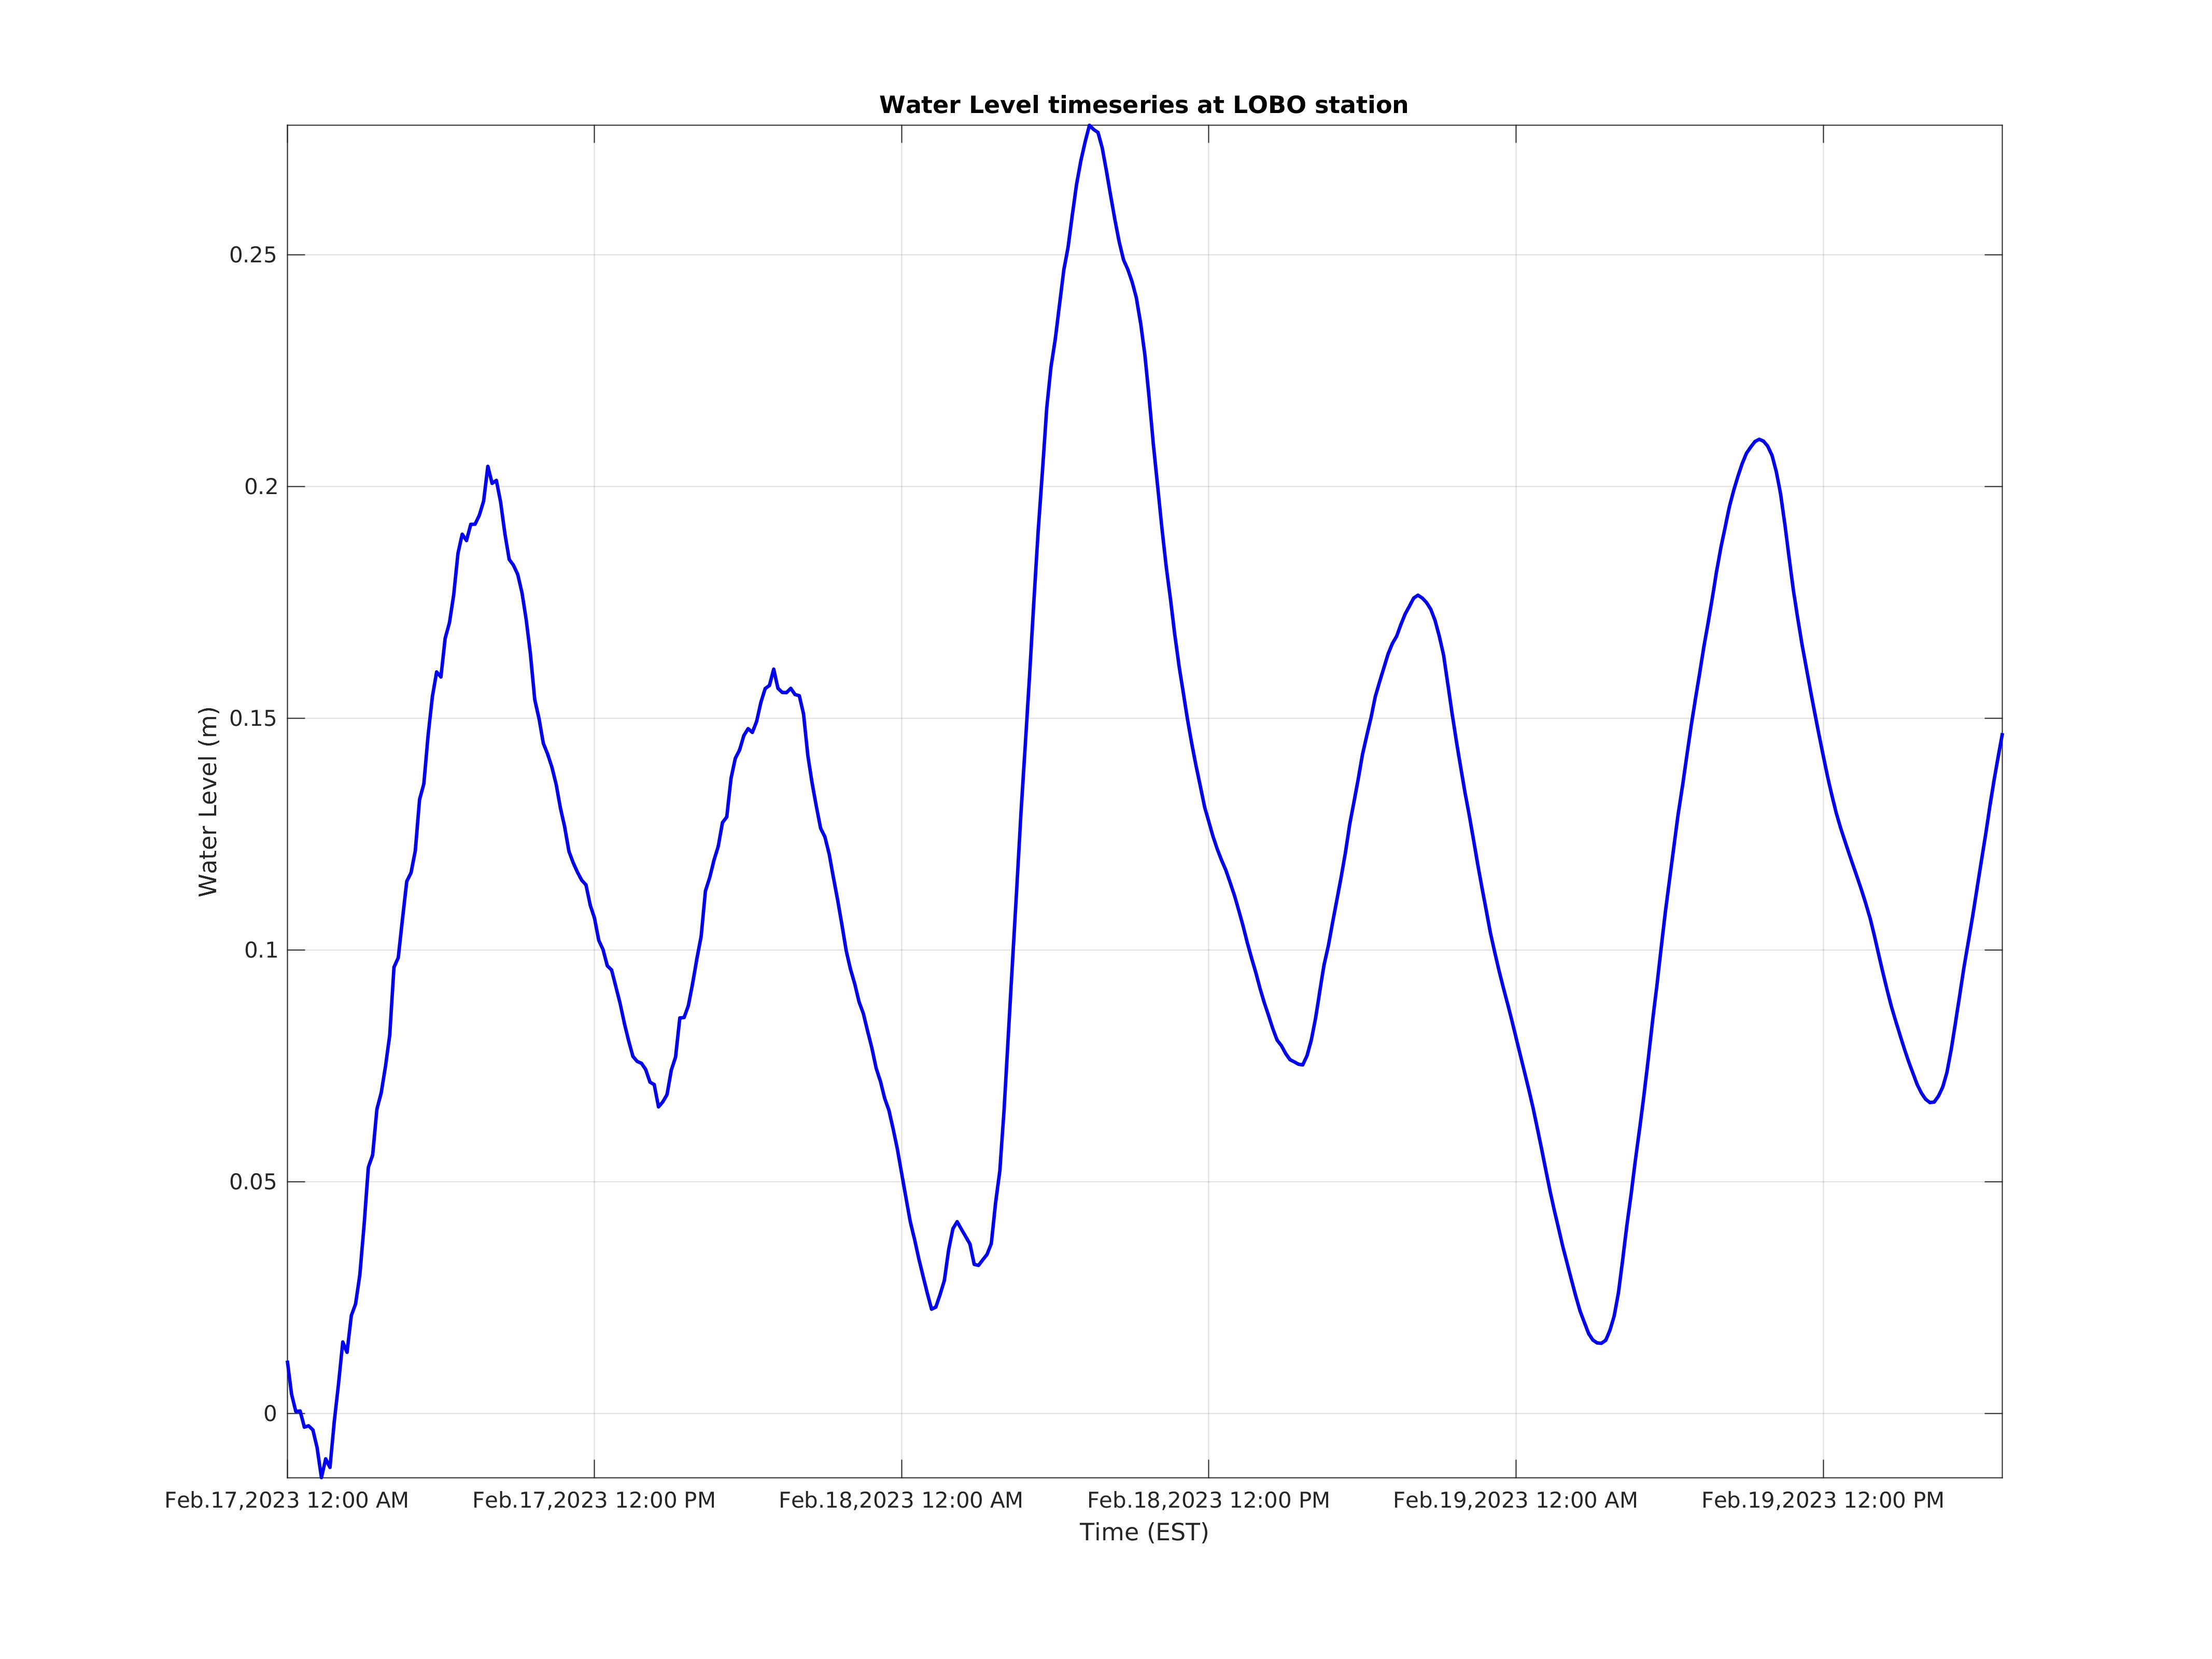 Water Level timeseries at LOBO station
0.25
0.2
0.15
0.1
0.05
0
Water Level (m)
Feb.17,2023 12:00 AM Feb.17,2023 12:00 PM Feb.18,2023 12:00 AM Feb.18,2023 12:00 PM Feb.19,2023 12:00 AM Feb.19,2023 12:00 PM
Time (EST)